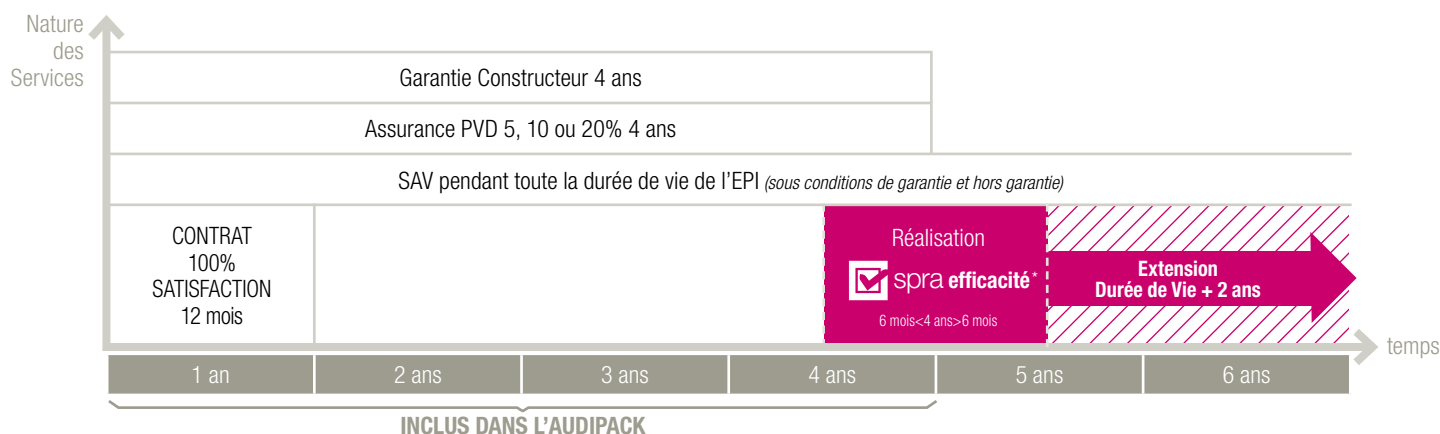 Nature
des
Services
Garantie Constructeur 4 ans
Assurance PVD 5, 10 ou 20% 4 ans
SAV pendant toute la durée de vie de l'EPI (sous conditions de garantie et hors garantie)
CONTRAT
100%
SATISFACTION
12 mois
Réalisation
spra efficacité*
6 mois<4 ans>6 mois
Extension
Durée de Vie + 2 ans
temps
1 an
2 ans
3 ans
4 ans
5 ans
6 ans
INCLUS DANS L'AUDIPACK